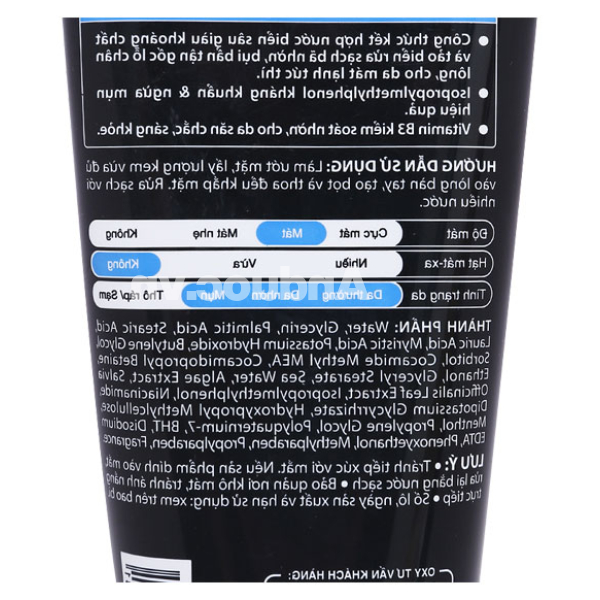 • Công thức kết hợp nước biển sâu giàu khoáng chất
và tảo biển rửa sạch bã nhờn, bụi bẩn tận gốc lỗ chân
lông, cho da mát lạnh tức thì.
• Isopropylmethylphenol kháng khuẩn & ngừa mụn
hiệu quả.
• Vitamin B3 kiểm soát nhờn, cho da săn chắc, sáng khỏe.
HƯỚNG DẪN SỬ DỤNG: Làm ướt mặt, lấy lượng kem vừa đủ
vào lòng bàn tay, tạo bọt và thoa đều khắp mặt. Rửa sạch với
nhiều nước.
Độ mát Cực mát Mát Mát nhẹ Không
Hạt mát-xa Nhiều Vừa Không
Tình trạng da Da thường Da nhờn Mụn Thô ráp/ Sạm
Ahduoc.vn
THÀNH PHẦN: Water, Glycerin, Palmitic Acid, Stearic Acid,
Lauric Acid, Myristic Acid, Potassium Hydroxide, Butylene Glycol,
Sorbitol, Cocamide Methyl MEA, Cocamidopropyl Betaine,
Ethanol, Glyceryl Stearate, Sea Water, Algae Extract, Salvia
Officinalis Leaf Extract, Isopropylmethylphenol, Niacinamide,
Dipotassium Glycyrrhizate, Hydroxypropyl Methylcellulose,
Menthol, Propylene Glycol, Polyquaternium-7, BHT, Disodium
EDTA, Phenoxyethanol, Methylparaben, Propylparaben, Fragrance.
LƯU Ý: • Tránh tiếp xúc với mắt. Nếu sản phẩm dính vào mắt,
rửa lại bằng nước sạch • Bảo quản nơi khô mát, tránh ánh nắng
trực tiếp • Số lô, ngày sản xuất và hạn sử dụng: xem trên bao bì.
OXY TƯ VẤN KHÁCH HÀNG: